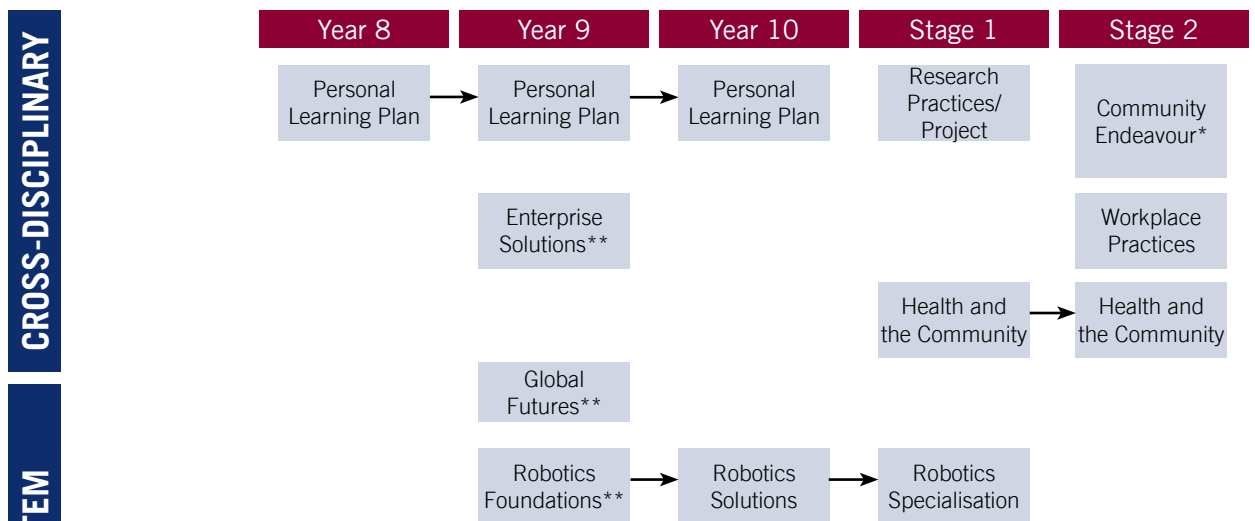 CROSS-DISCIPLINARY
Year 8
Year 9
Year 10
Stage 1
Stage 2
Personal
Learning Plan
Personal
Learning Plan
Personal
Learning Plan
Research
Practices/
Project
Community
Endeavour*
Enterprise
Solutions**
Workplace
Practices
Health and
the Community
Health and
the Community
Global
Futures**
Robotics
Foundations**
Robotics
Solutions
Robotics
Specialisation